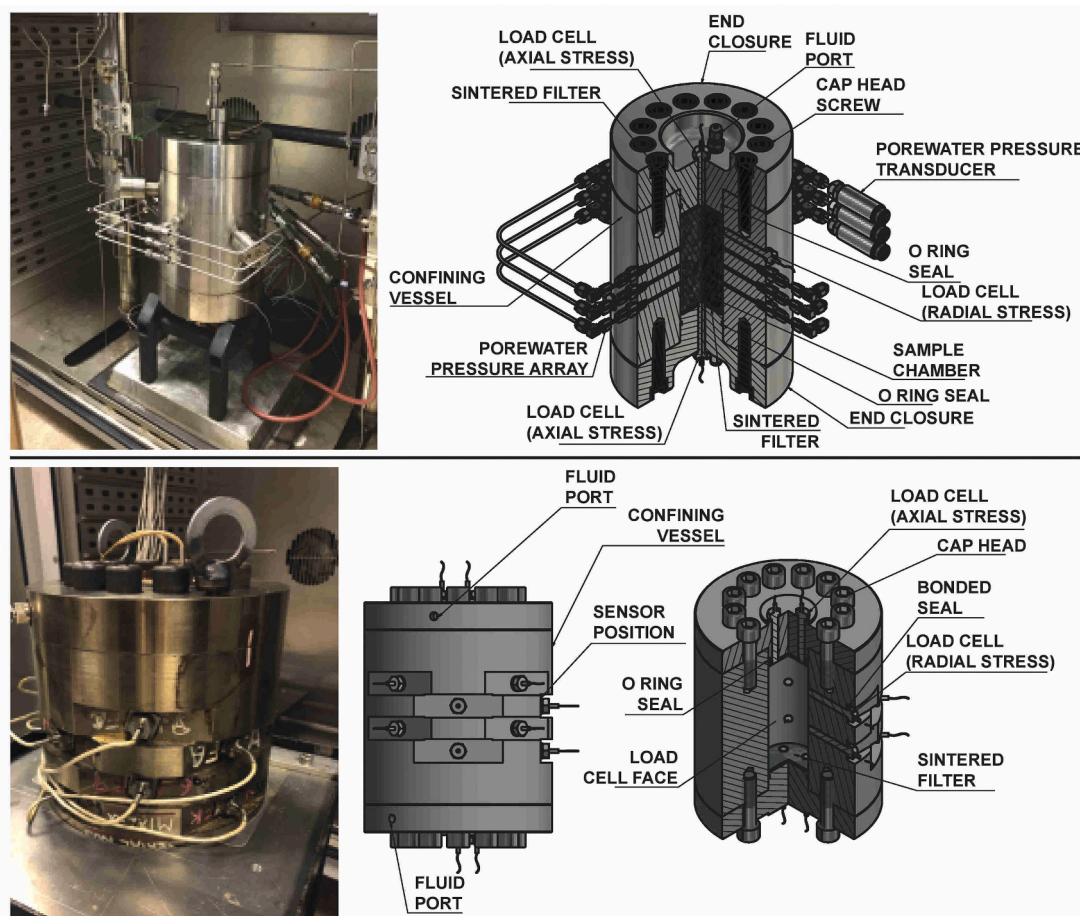 LOAD CELL
(AXIAL STRESS)
END
CLOSURE
FLUID
PORT
SINTERED FILTER
CAP HEAD
SCREW
POREWATER PRESSURE
TRANSDUCER
CONFINING
VESSEL
O RING
SEAL
LOAD CELL
(RADIAL STRESS)
POREWATER
PRESSURE ARRAY
SAMPLE
CHAMBER
O RING SEAL
LOAD CELL
(AXIAL STRESS)
SINTERED
FILTER
END CLOSURE
FLUID
PORT
CONFINING
VESSEL
SENSOR
POSITION
LOAD CELL
(AXIAL STRESS)
CAP HEAD
BONDED
SEAL
LOAD CELL
(RADIAL STRESS)
O RING
SEAL
LOAD
CELL FACE
SINTERED
FILTER
FLUID
PORT